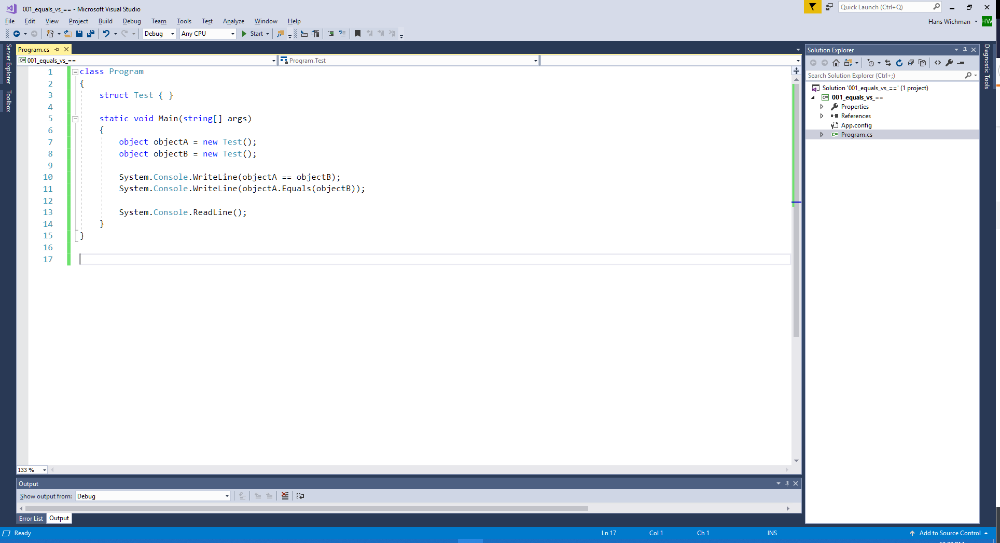 001_equals_vs_== - Microsoft Visual Studio
Quick Launch (Ctrl+Q)
File Edit View Project Build Debug Team Tools Test Analyze Window Help
Hans Wichman HW
Debug Any CPU Start
Server Explorer
Toolbox
Program.cs
C# 001_equals_vs_== Program.Test
1 class Program
2 {
3 struct Test { }
4
5 static void Main(string[] args)
6 {
7 object objectA = new Test();
8 object objectB = new Test();
9
10 System.Console.WriteLine(objectA == objectB);
11 System.Console.WriteLine(objectA.Equals(objectB));
12
13 System.Console.ReadLine();
14 }
15 }
16
17
133 %
Solution Explorer
Search Solution Explorer (Ctrl+;)
Solution '001_equals_vs_==' (1 project)
C# 001_equals_vs_==
Properties
References
App.config
C# Program.cs
Diagnostic Tools
Output
Show output from: Debug
Error List Output
Ready Ln 17 Col 1 Ch 1 INS Add to Source Control